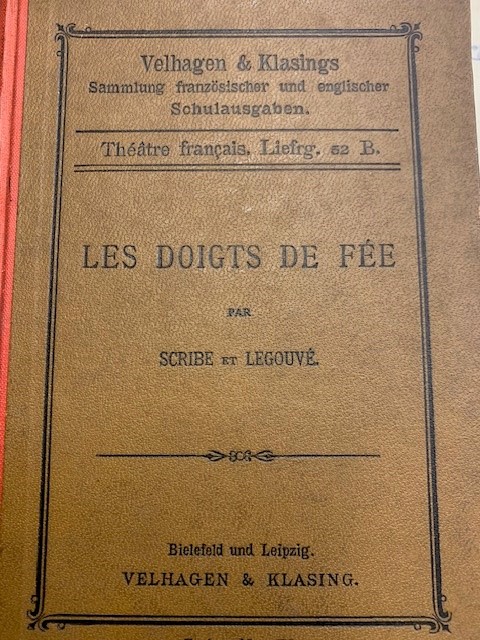 Velhagen & Klasings
Sammlung französischer und englischer
Schulausgaben.
Théâtre français. Liefrg. 52 B.
LES DOIGTS DE FÉE
PAR
SCRIBE ET LEGOUVÉ.
Bielefeld und Leipzig.
VELHAGEN & KLASING.